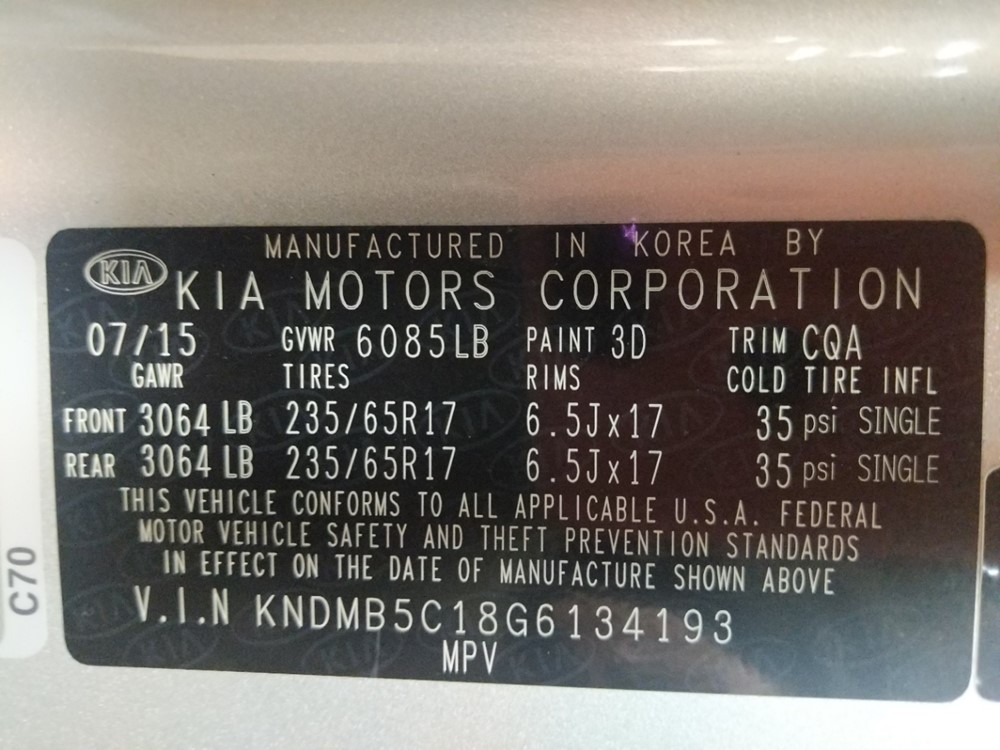 MANUFACTURED IN KOREA BY
KIA KIA MOTORS CORPORATION
07/15 GVWR 6085LB PAINT 3D TRIM CQA
GAWR TIRES RIMS COLD TIRE INFL
FRONT 3064 LB 235/65R17 6.5Jx17 35 psi SINGLE
REAR 3064 LB 235/65R17 6.5Jx17 35 psi SINGLE
THIS VEHICLE CONFORMS TO ALL APPLICABLE U.S.A. FEDERAL
MOTOR VEHICLE SAFETY AND THEFT PREVENTION STANDARDS
IN EFFECT ON THE DATE OF MANUFACTURE SHOWN ABOVE
V.I.N KNDMB5C18G6134193
MPV
C70